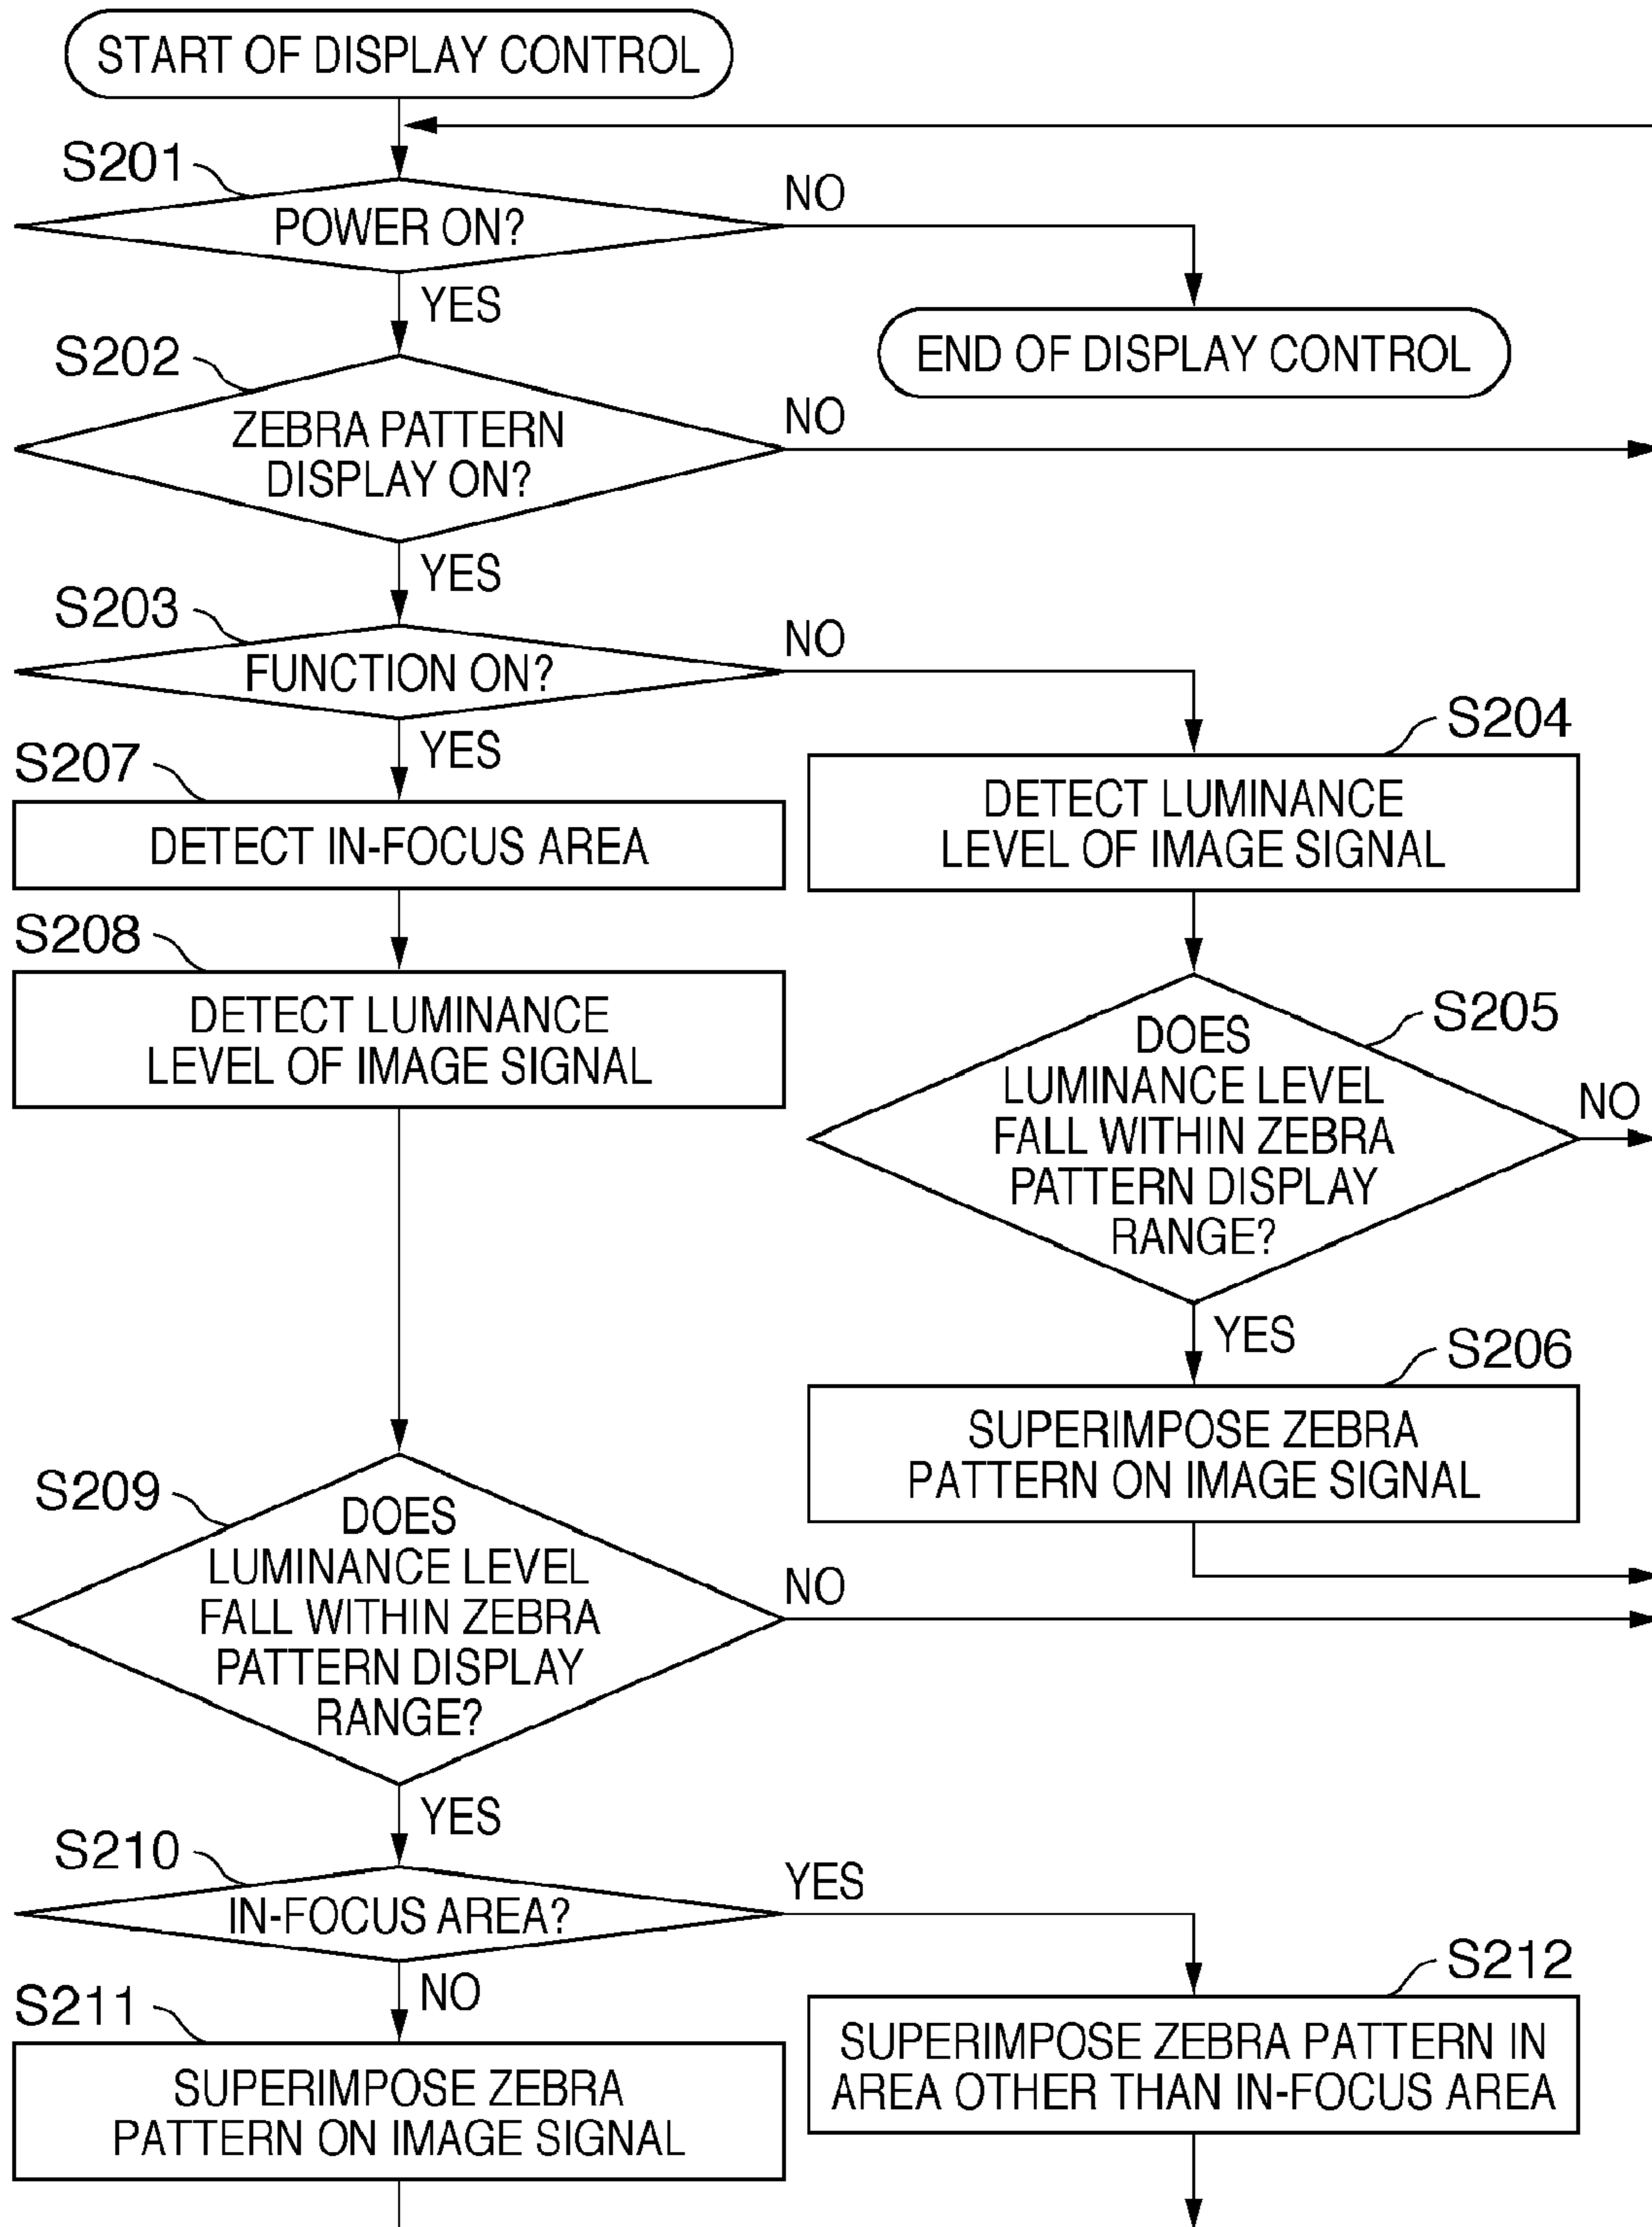 START OF DISPLAY CONTROL
S201
POWER ON?
NO
YES
END OF DISPLAY CONTROL
S202
ZEBRA PATTERN
DISPLAY ON?
NO
YES
S203
FUNCTION ON?
NO
YES
S204
DETECT LUMINANCE
LEVEL OF IMAGE SIGNAL
S205
DOES
LUMINANCE LEVEL
FALL WITHIN ZEBRA
PATTERN DISPLAY
RANGE?
NO
YES
S206
SUPERIMPOSE ZEBRA
PATTERN ON IMAGE SIGNAL
S207
DETECT IN-FOCUS AREA
S208
DETECT LUMINANCE
LEVEL OF IMAGE SIGNAL
S209
DOES
LUMINANCE LEVEL
FALL WITHIN ZEBRA
PATTERN DISPLAY
RANGE?
NO
YES
S210
IN-FOCUS AREA?
YES
NO
S211
SUPERIMPOSE ZEBRA
PATTERN ON IMAGE SIGNAL
S212
SUPERIMPOSE ZEBRA PATTERN IN
AREA OTHER THAN IN-FOCUS AREA